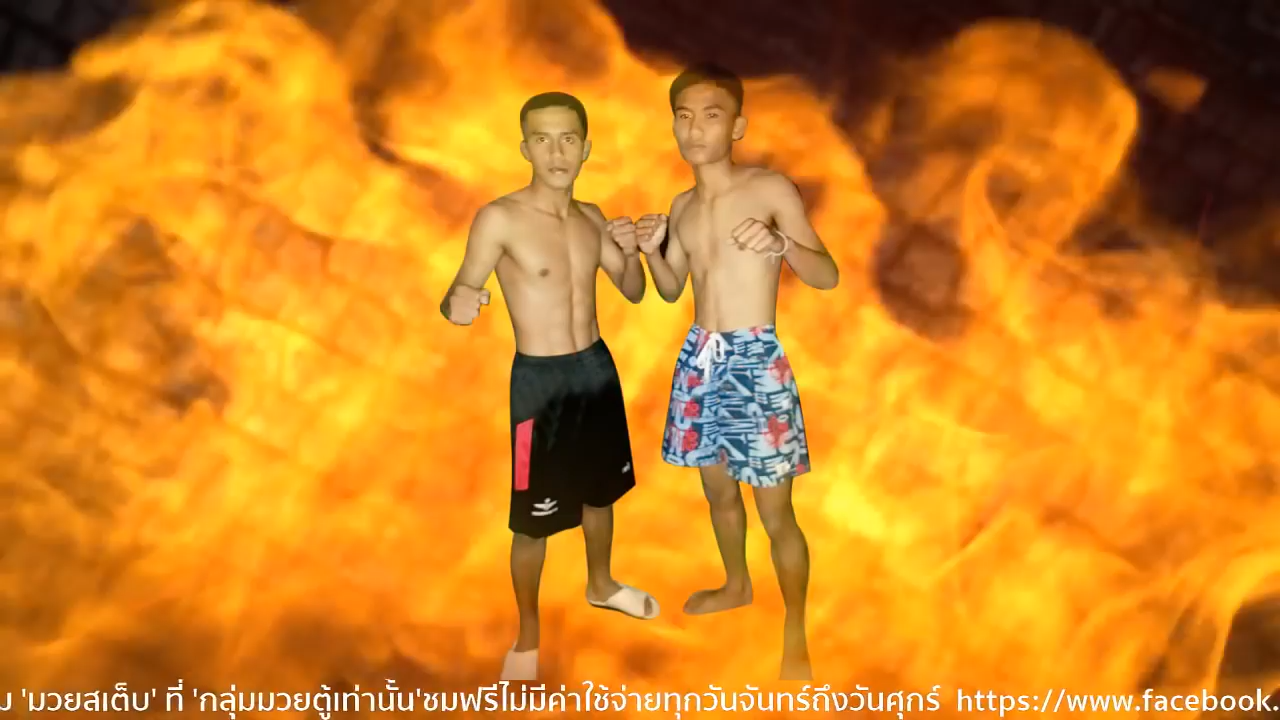 ม 'มวยสเต็บ' ที่ 'กลุ่มมวยตู้เท่านั้น'ชมฟรีไม่มีค่าใช้จ่ายทุกวันจันทร์ถึงวันศุกร์ https://www.facebook.